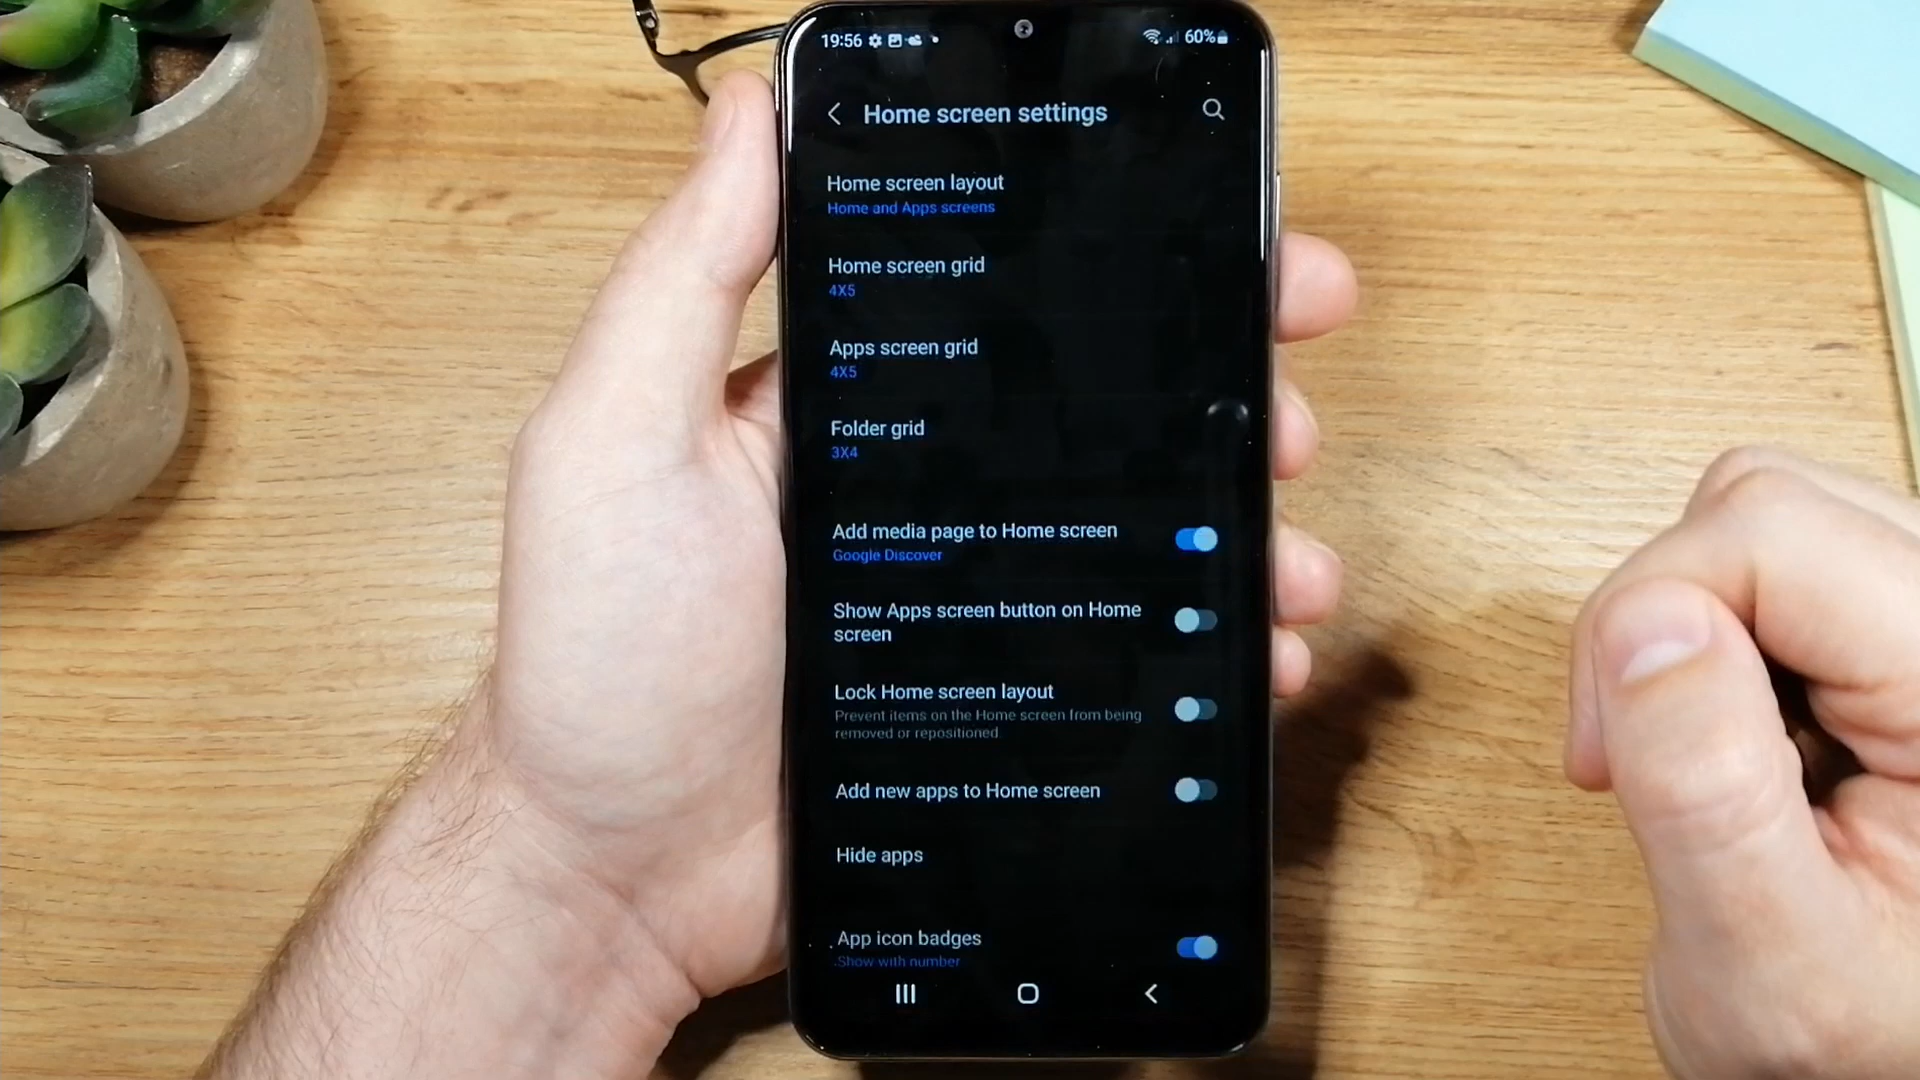 19:56
60%
Home screen settings
Home screen layout
Home and Apps screens
Home screen grid
4X5
Apps screen grid
4X5
Folder grid
3X4
Add media page to Home screen
Google Discover
Show Apps screen button on Home
screen
Lock Home screen layout
Prevent items on the Home screen from being
removed or repositioned.
Add new apps to Home screen
Hide apps
App icon badges
Show with number